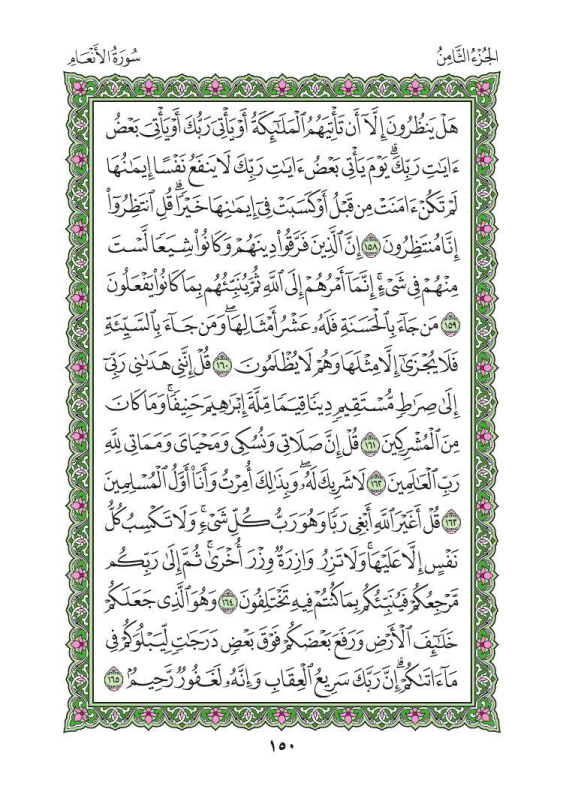 الجُزْءُ الثَّامِنُ
سُورَةُ الأَنْعَامِ
هَلْ يَنظُرُونَ إِلَّآ أَن تَأْتِيَهُمُ ٱلْمَلَٰٓئِكَةُ أَوْ يَأْتِيَ رَبُّكَ أَوْ يَأْتِيَ بَعْضُ
ءَايَٰتِ رَبِّكَۗ يَوْمَ يَأْتِي بَعْضُ ءَايَٰتِ رَبِّكَ لَا يَنفَعُ نَفْسًا إِيمَٰنُهَا
لَمْ تَكُنْ ءَامَنَتْ مِن قَبْلُ أَوْ كَسَبَتْ فِيٓ إِيمَٰنِهَا خَيْرًاۗ قُلِ ٱنتَظِرُوٓا۟
إِنَّا مُنتَظِرُونَ ١٥٨ إِنَّ ٱلَّذِينَ فَرَّقُوا۟ دِينَهُمْ وَكَانُوا۟ شِيَعًا لَّسْتَ
مِنْهُمْ فِي شَيْءٍۚ إِنَّمَآ أَمْرُهُمْ إِلَى ٱللَّهِ ثُمَّ يُنَبِّئُهُم بِمَا كَانُوا۟ يَفْعَلُونَ
١٥٩ مَن جَآءَ بِٱلْحَسَنَةِ فَلَهُۥ عَشْرُ أَمْثَالِهَاۖ وَمَن جَآءَ بِٱلسَّيِّئَةِ
فَلَا يُجْزَىٰٓ إِلَّا مِثْلَهَا وَهُمْ لَا يُظْلَمُونَ ١٦٠ قُلْ إِنَّنِي هَدَىٰنِي رَبِّيٓ
إِلَىٰ صِرَٰطٍ مُّسْتَقِيمٍ دِينًا قِيَمًا مِّلَّةَ إِبْرَٰهِيمَ حَنِيفًاۚ وَمَا كَانَ
مِنَ ٱلْمُشْرِكِينَ ١٦١ قُلْ إِنَّ صَلَاتِي وَنُسُكِي وَمَحْيَايَ وَمَمَاتِي لِلَّهِ
رَبِّ ٱلْعَٰلَمِينَ ١٦٢ لَا شَرِيكَ لَهُۥۖ وَبِذَٰلِكَ أُمِرْتُ وَأَنَا۠ أَوَّلُ ٱلْمُسْلِمِينَ
١٦٣ قُلْ أَغَيْرَ ٱللَّهِ أَبْغِي رَبًّا وَهُوَ رَبُّ كُلِّ شَيْءٍۚ وَلَا تَكْسِبُ كُلُّ
نَفْسٍ إِلَّا عَلَيْهَاۚ وَلَا تَزِرُ وَازِرَةٌ وِزْرَ أُخْرَىٰۚ ثُمَّ إِلَىٰ رَبِّكُم
مَّرْجِعُكُمْ فَيُنَبِّئُكُم بِمَا كُنتُمْ فِيهِ تَخْتَلِفُونَ ١٦٤ وَهُوَ ٱلَّذِي جَعَلَكُمْ
خَلَٰٓئِفَ ٱلْأَرْضِ وَرَفَعَ بَعْضَكُمْ فَوْقَ بَعْضٍ دَرَجَٰتٍ لِّيَبْلُوَكُمْ فِي
مَآ ءَاتَىٰكُمْۗ إِنَّ رَبَّكَ سَرِيعُ ٱلْعِقَابِ وَإِنَّهُۥ لَغَفُورٌ رَّحِيمٌ ١٦٥
١٥٠